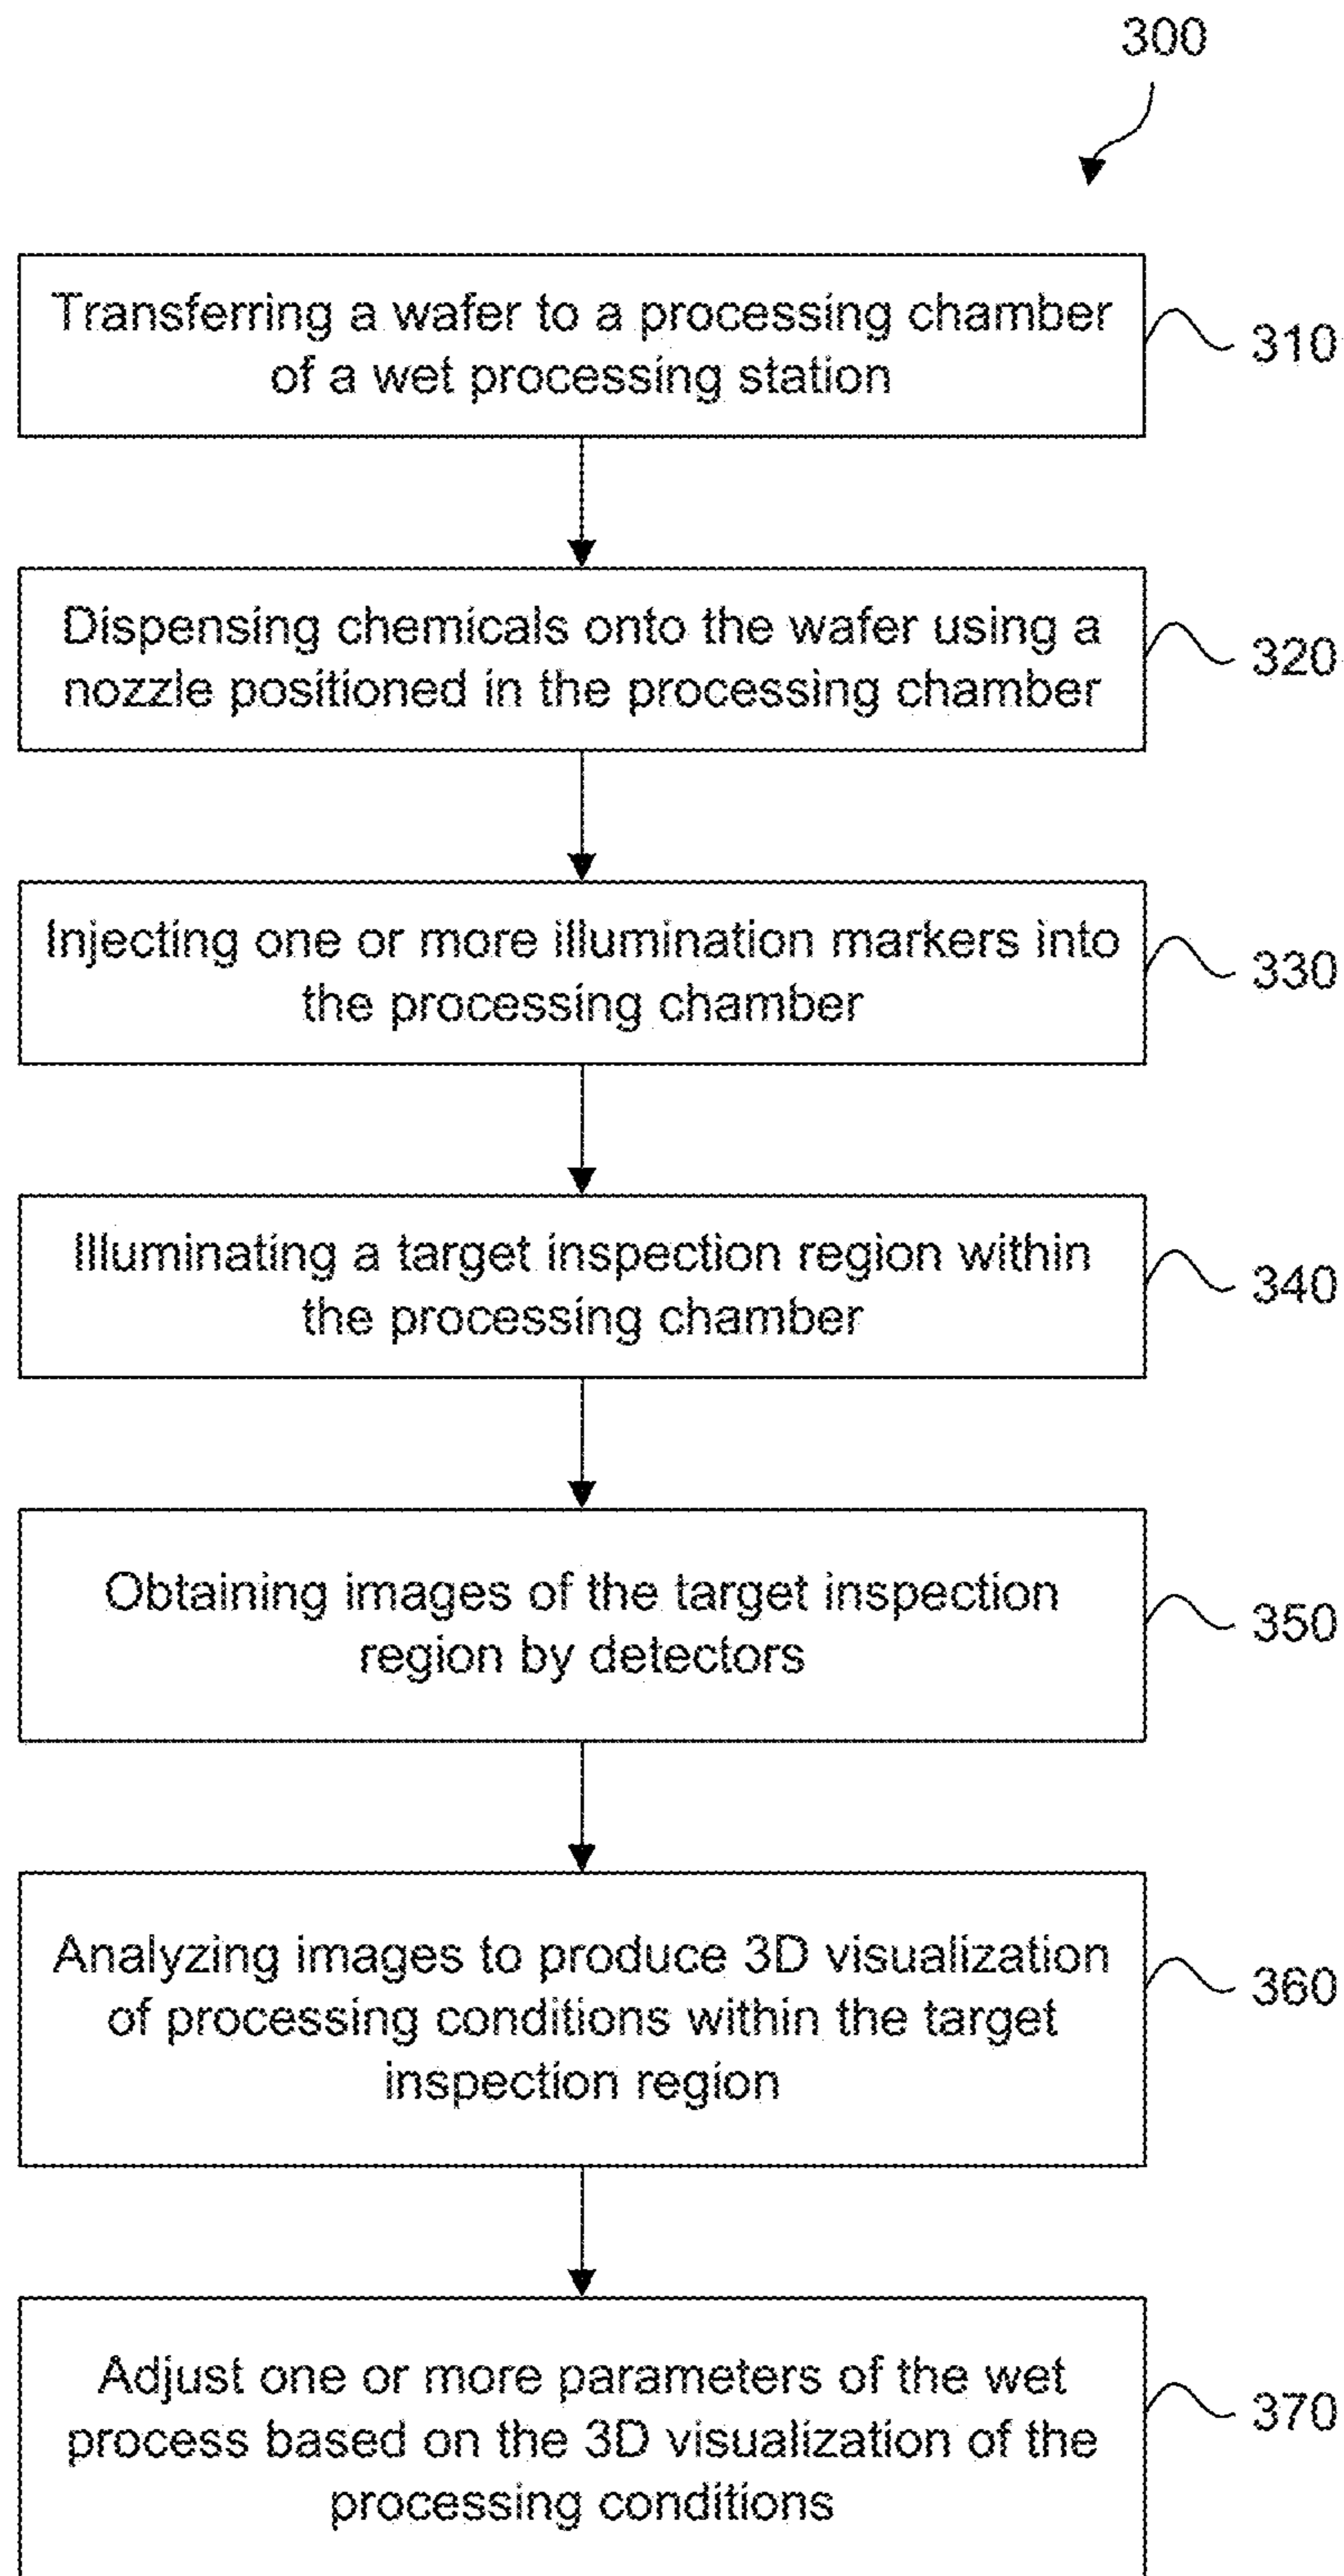 300
Transferring a wafer to a processing chamber
of a wet processing station
310
Dispensing chemicals onto the wafer using a
nozzle positioned in the processing chamber
320
Injecting one or more illumination markers into
the processing chamber
330
Illuminating a target inspection region within
the processing chamber
340
Obtaining images of the target inspection
region by detectors
350
Analyzing images to produce 3D visualization
of processing conditions within the target
inspection region
360
Adjust one or more parameters of the wet
process based on the 3D visualization of the
processing conditions
370